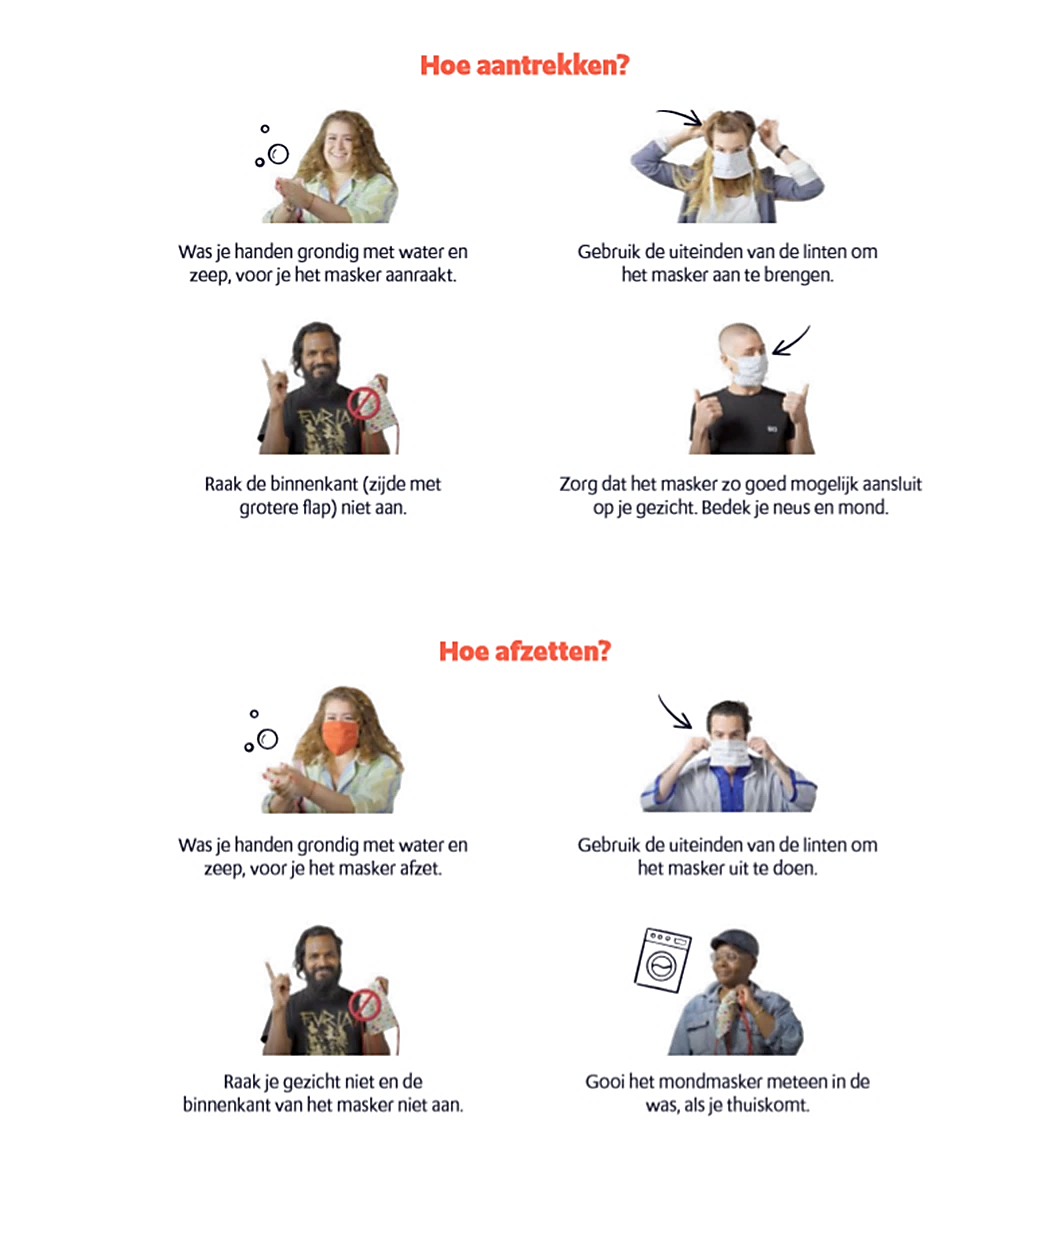 Hoe aantrekken?
Was je handen grondig met water en
zeep, voor je het masker aanraakt.
Gebruik de uiteinden van de linten om
het masker aan te brengen.
FVRIA
Raak de binnenkant (zijde met
grotere flap) niet aan.
Zorg dat het masker zo goed mogelijk aansluit
op je gezicht. Bedek je neus en mond.
Hoe afzetten?
Was je handen grondig met water en
zeep, voor je het masker afzet.
Gebruik de uiteinden van de linten om
het masker uit te doen.
FVRIA
Raak je gezicht niet en de
binnenkant van het masker niet aan.
Gooi het mondmasker meteen in de
was, als je thuiskomt.